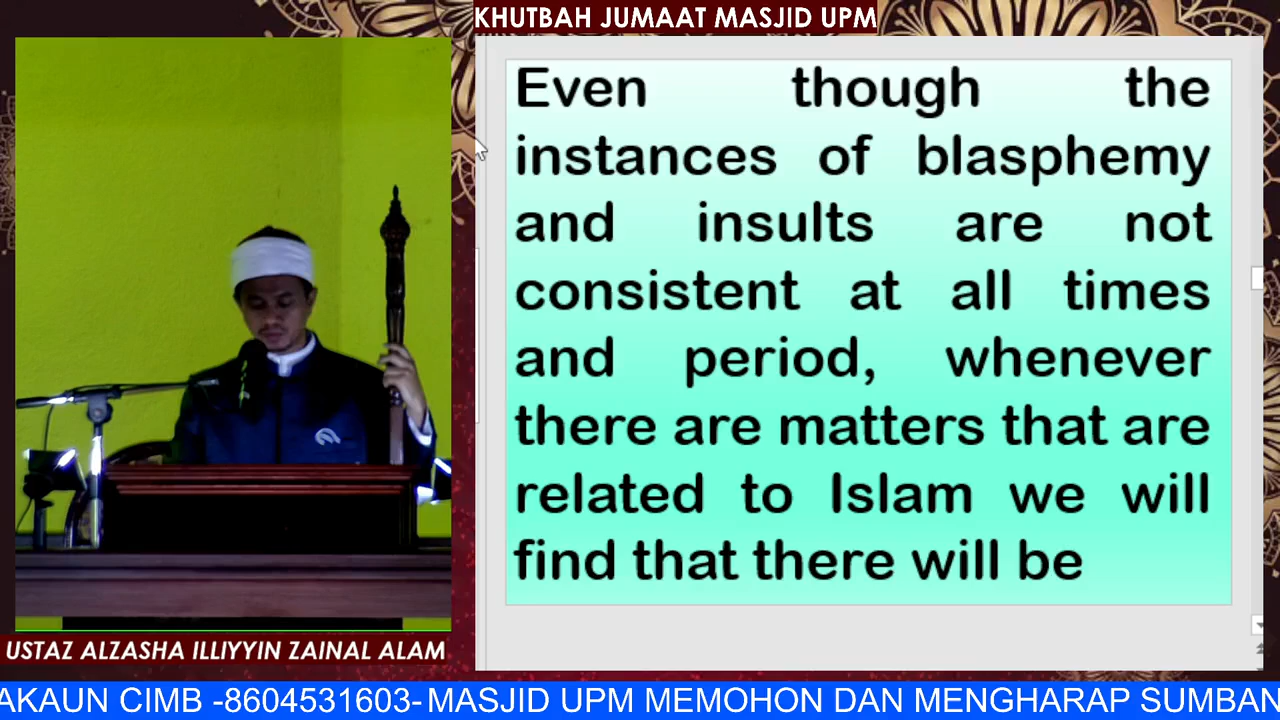 KHUTBAH JUMAAT MASJID UPM
Even though the
instances of blasphemy
and insults are not
consistent at all times
and period, whenever
there are matters that are
related to Islam we will
find that there will be
USTAZ ALZASHA ILLIYYIN ZAINAL ALAM
AKAUN CIMB -8604531603- MASJID UPM MEMOHON DAN MENGHARAP SUMBAN